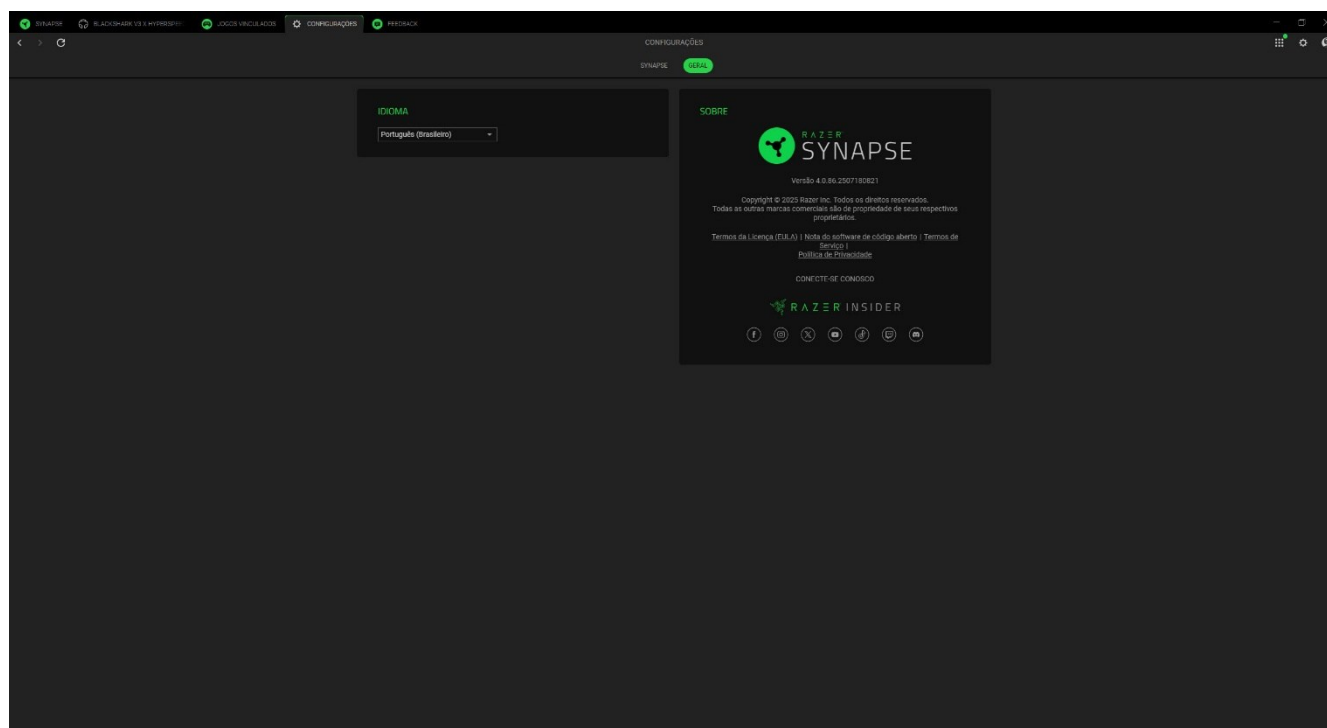 SYNAPSE
BLACKSHARK V3 X HYPERSPEE
JOGOS VINCULADOS
CONFIGURAÇÕES
FEEDBACK
CONFIGURAÇÕES
SYNAPSE
GERAL
IDIOMA
Português (Brasileiro)
SOBRE
RAZER
SYNAPSE
Versão 4.0.86.2507180821
Copyright © 2025 Razer Inc. Todos os direitos reservados.
Todas as outras marcas comerciais são de propriedade de seus respectivos
proprietários.
Termos da Licença (EULA) | Nota do software de código aberto | Termos de
Serviço |
Política de Privacidade
CONECTE-SE CONOSCO
RAZER INSIDER